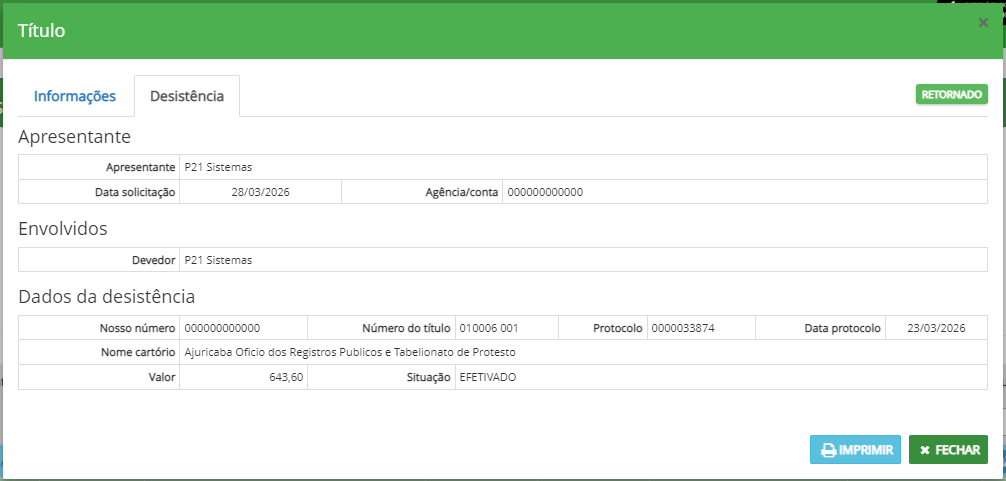 Título ×
Informações Desistência RETORNADO
Apresentante
Apresentante P21 Sistemas
Data solicitação 28/03/2026 Agência/conta 000000000000
Envolvidos
Devedor P21 Sistemas
Dados da desistência
Nosso número 000000000000 Número do título 010006 001 Protocolo 0000033874 Data protocolo 23/03/2026
Nome cartório Ajuricaba Oficio dos Registros Publicos e Tabelionato de Protesto
Valor 643,60 Situação EFETIVADO
IMPRIMIR × FECHAR